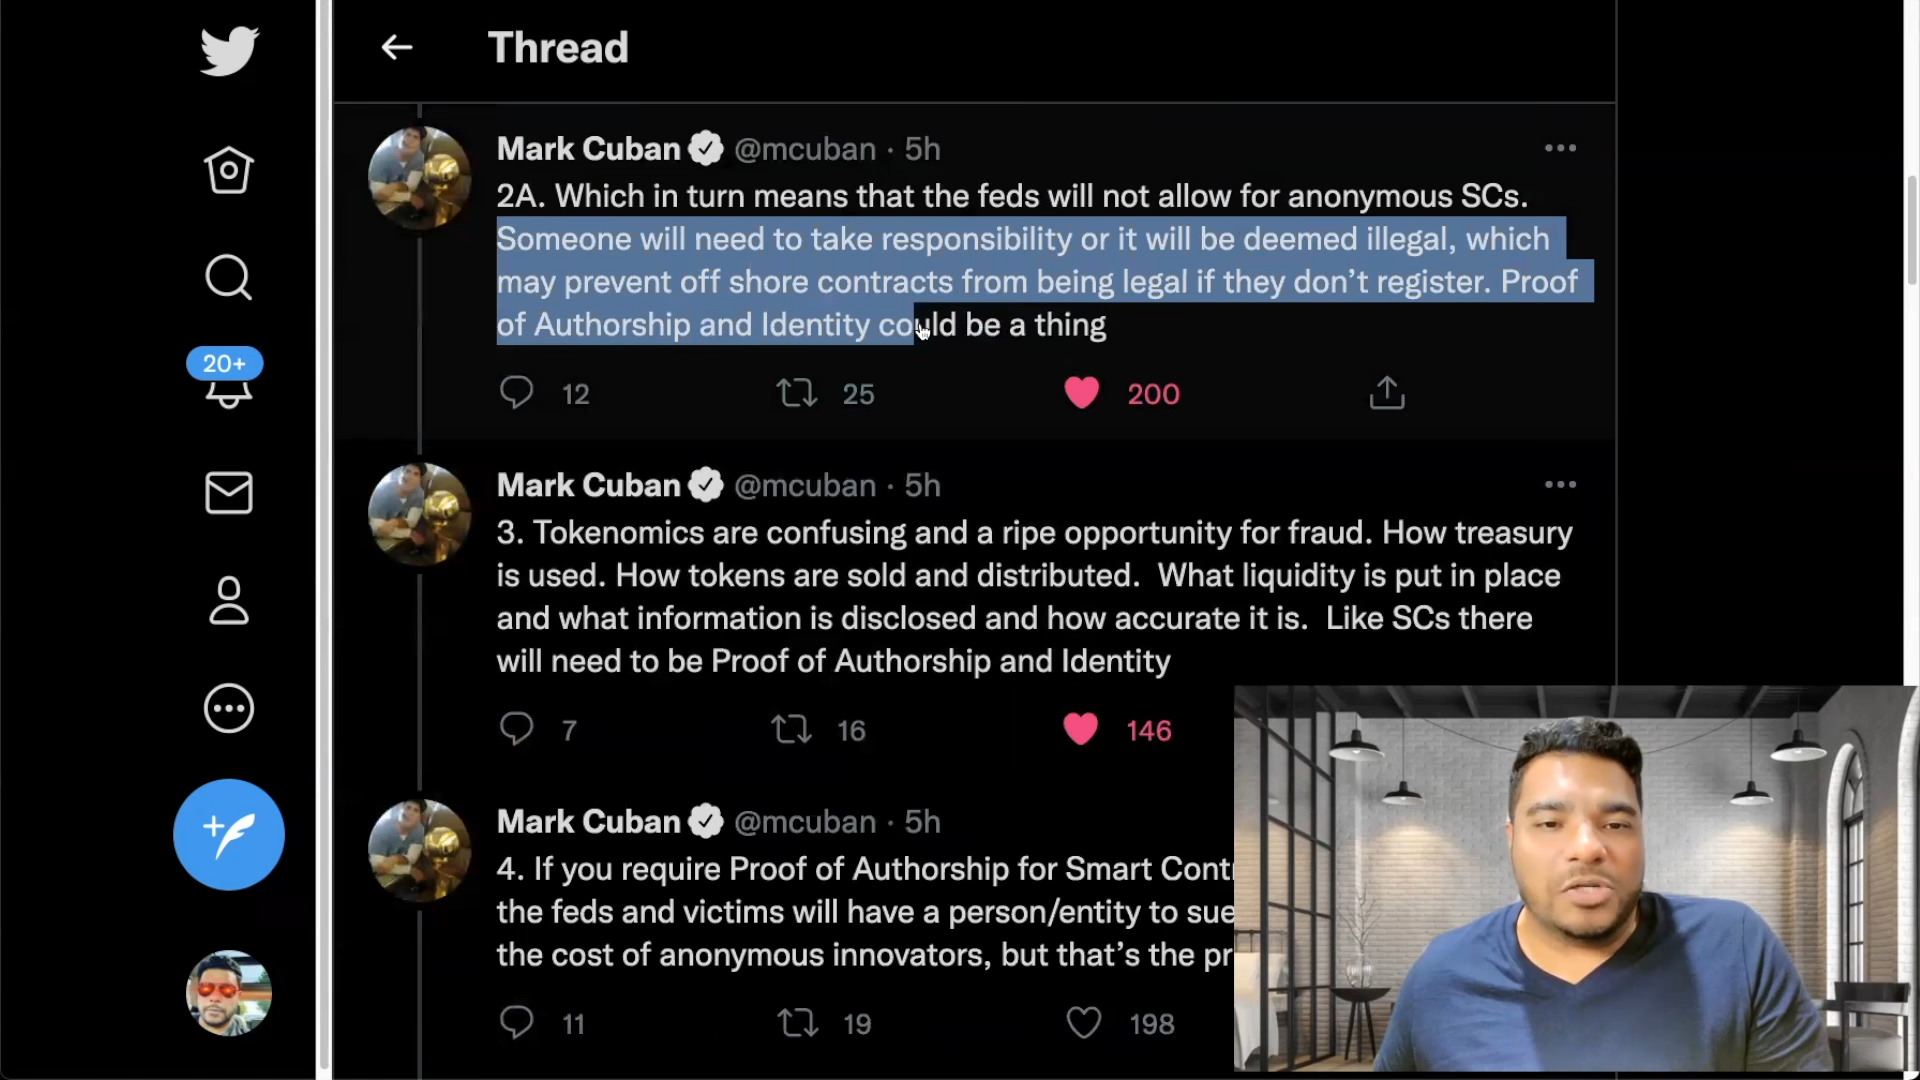 Thread
Mark Cuban @mcuban · 5h
2A. Which in turn means that the feds will not allow for anonymous SCs.
Someone will need to take responsibility or it will be deemed illegal, which
may prevent off shore contracts from being legal if they don't register. Proof
of Authorship and Identity could be a thing
12 25 200
20+
Mark Cuban @mcuban · 5h
3. Tokenomics are confusing and a ripe opportunity for fraud. How treasury
is used. How tokens are sold and distributed. What liquidity is put in place
and what information is disclosed and how accurate it is. Like SCs there
will need to be Proof of Authorship and Identity
7 16 146
Mark Cuban @mcuban · 5h
4. If you require Proof of Authorship for Smart
the feds and victims will have a person/entity to sue
the cost of anonymous innovators, but that's the
11 19 198